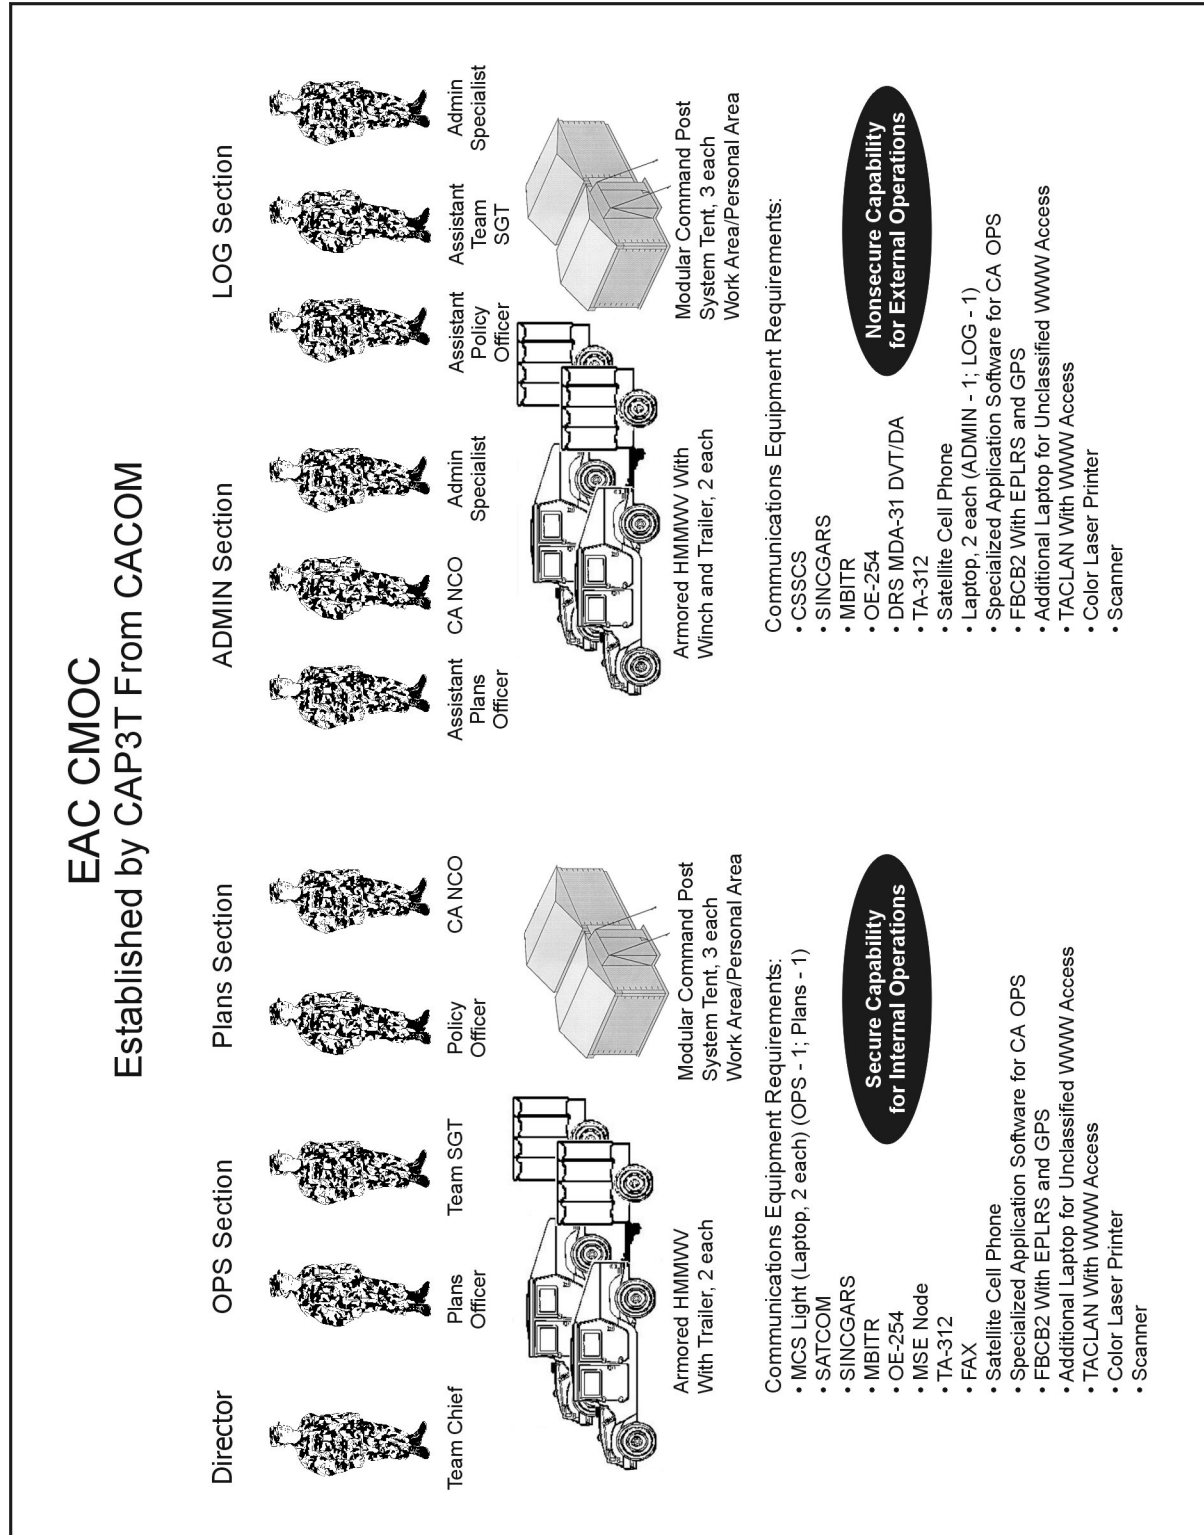 EAC CMOC
Established by CAP3T From CACOM
Director
OPS Section
Plans Section
ADMIN Section
LOG Section
Team Chief
Plans
Officer
Team SGT
Policy
Officer
CA NCO
Assistant
Plans
Officer
CA NCO
Admin
Specialist
Assistant
Policy
Officer
Assistant
Team
SGT
Admin
Specialist
Armored HMMWV
With Trailer, 2 each
Modular Command Post
System Tent, 3 each
Work Area/Personal Area
Armored HMMWV With
Winch and Trailer, 2 each
Modular Command Post
System Tent, 3 each
Work Area/Personal Area
Communications Equipment Requirements:
• MCS Light (Laptop, 2 each) (OPS - 1; Plans - 1)
• SATCOM
• SINCGARS
• MBITR
• OE-254
• MSE Node
• TA-312
• FAX
• Satellite Cell Phone
• Specialized Application Software for CA OPS
• FBCB2 With EPLRS and GPS
• Additional Laptop for Unclassified WWW Access
• TACLAN With WWW Access
• Color Laser Printer
• Scanner
Secure Capability
for Internal Operations
Communications Equipment Requirements:
• CSSCS
• SINCGARS
• MBITR
• OE-254
• DRS MDA-31 DVT/DA
• TA-312
• Satellite Cell Phone
• Laptop, 2 each (ADMIN - 1; LOG - 1)
• Specialized Application Software for CA OPS
• FBCB2 With EPLRS and GPS
• Additional Laptop for Unclassified WWW Access
• TACLAN With WWW Access
• Color Laser Printer
• Scanner
Nonsecure Capability
for External Operations